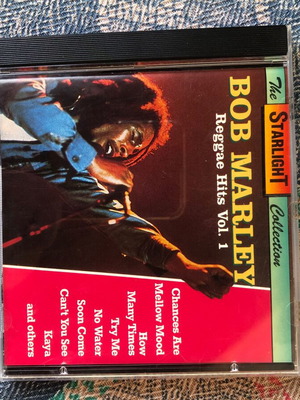 The STARLIGHT Collection
BOB MARLEY
Reggae Hits Vol. 1
Chances Are
Mellow Mood
How
Many Times
Try Me
No Water
Soon Come
Can't You See
Kaya
and others